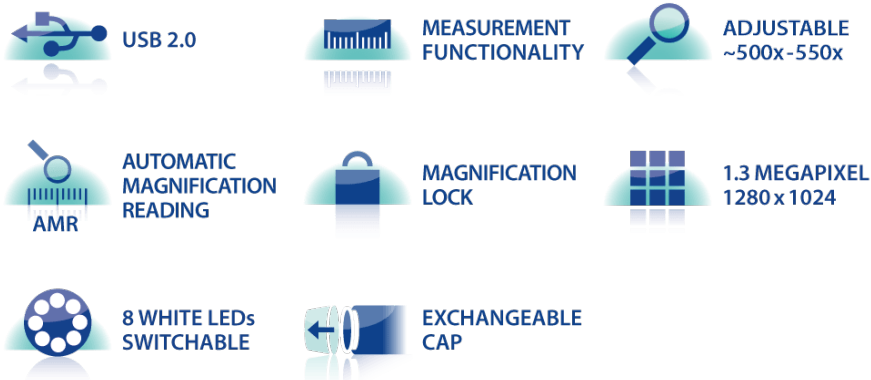 USB 2.0
MEASUREMENT
FUNCTIONALITY
ADJUSTABLE
~500x-550x
AUTOMATIC
MAGNIFICATION
READING
AMR
MAGNIFICATION
LOCK
1.3 MEGAPIXEL
1280 x 1024
8 WHITE LEDs
SWITCHABLE
EXCHANGEABLE
CAP